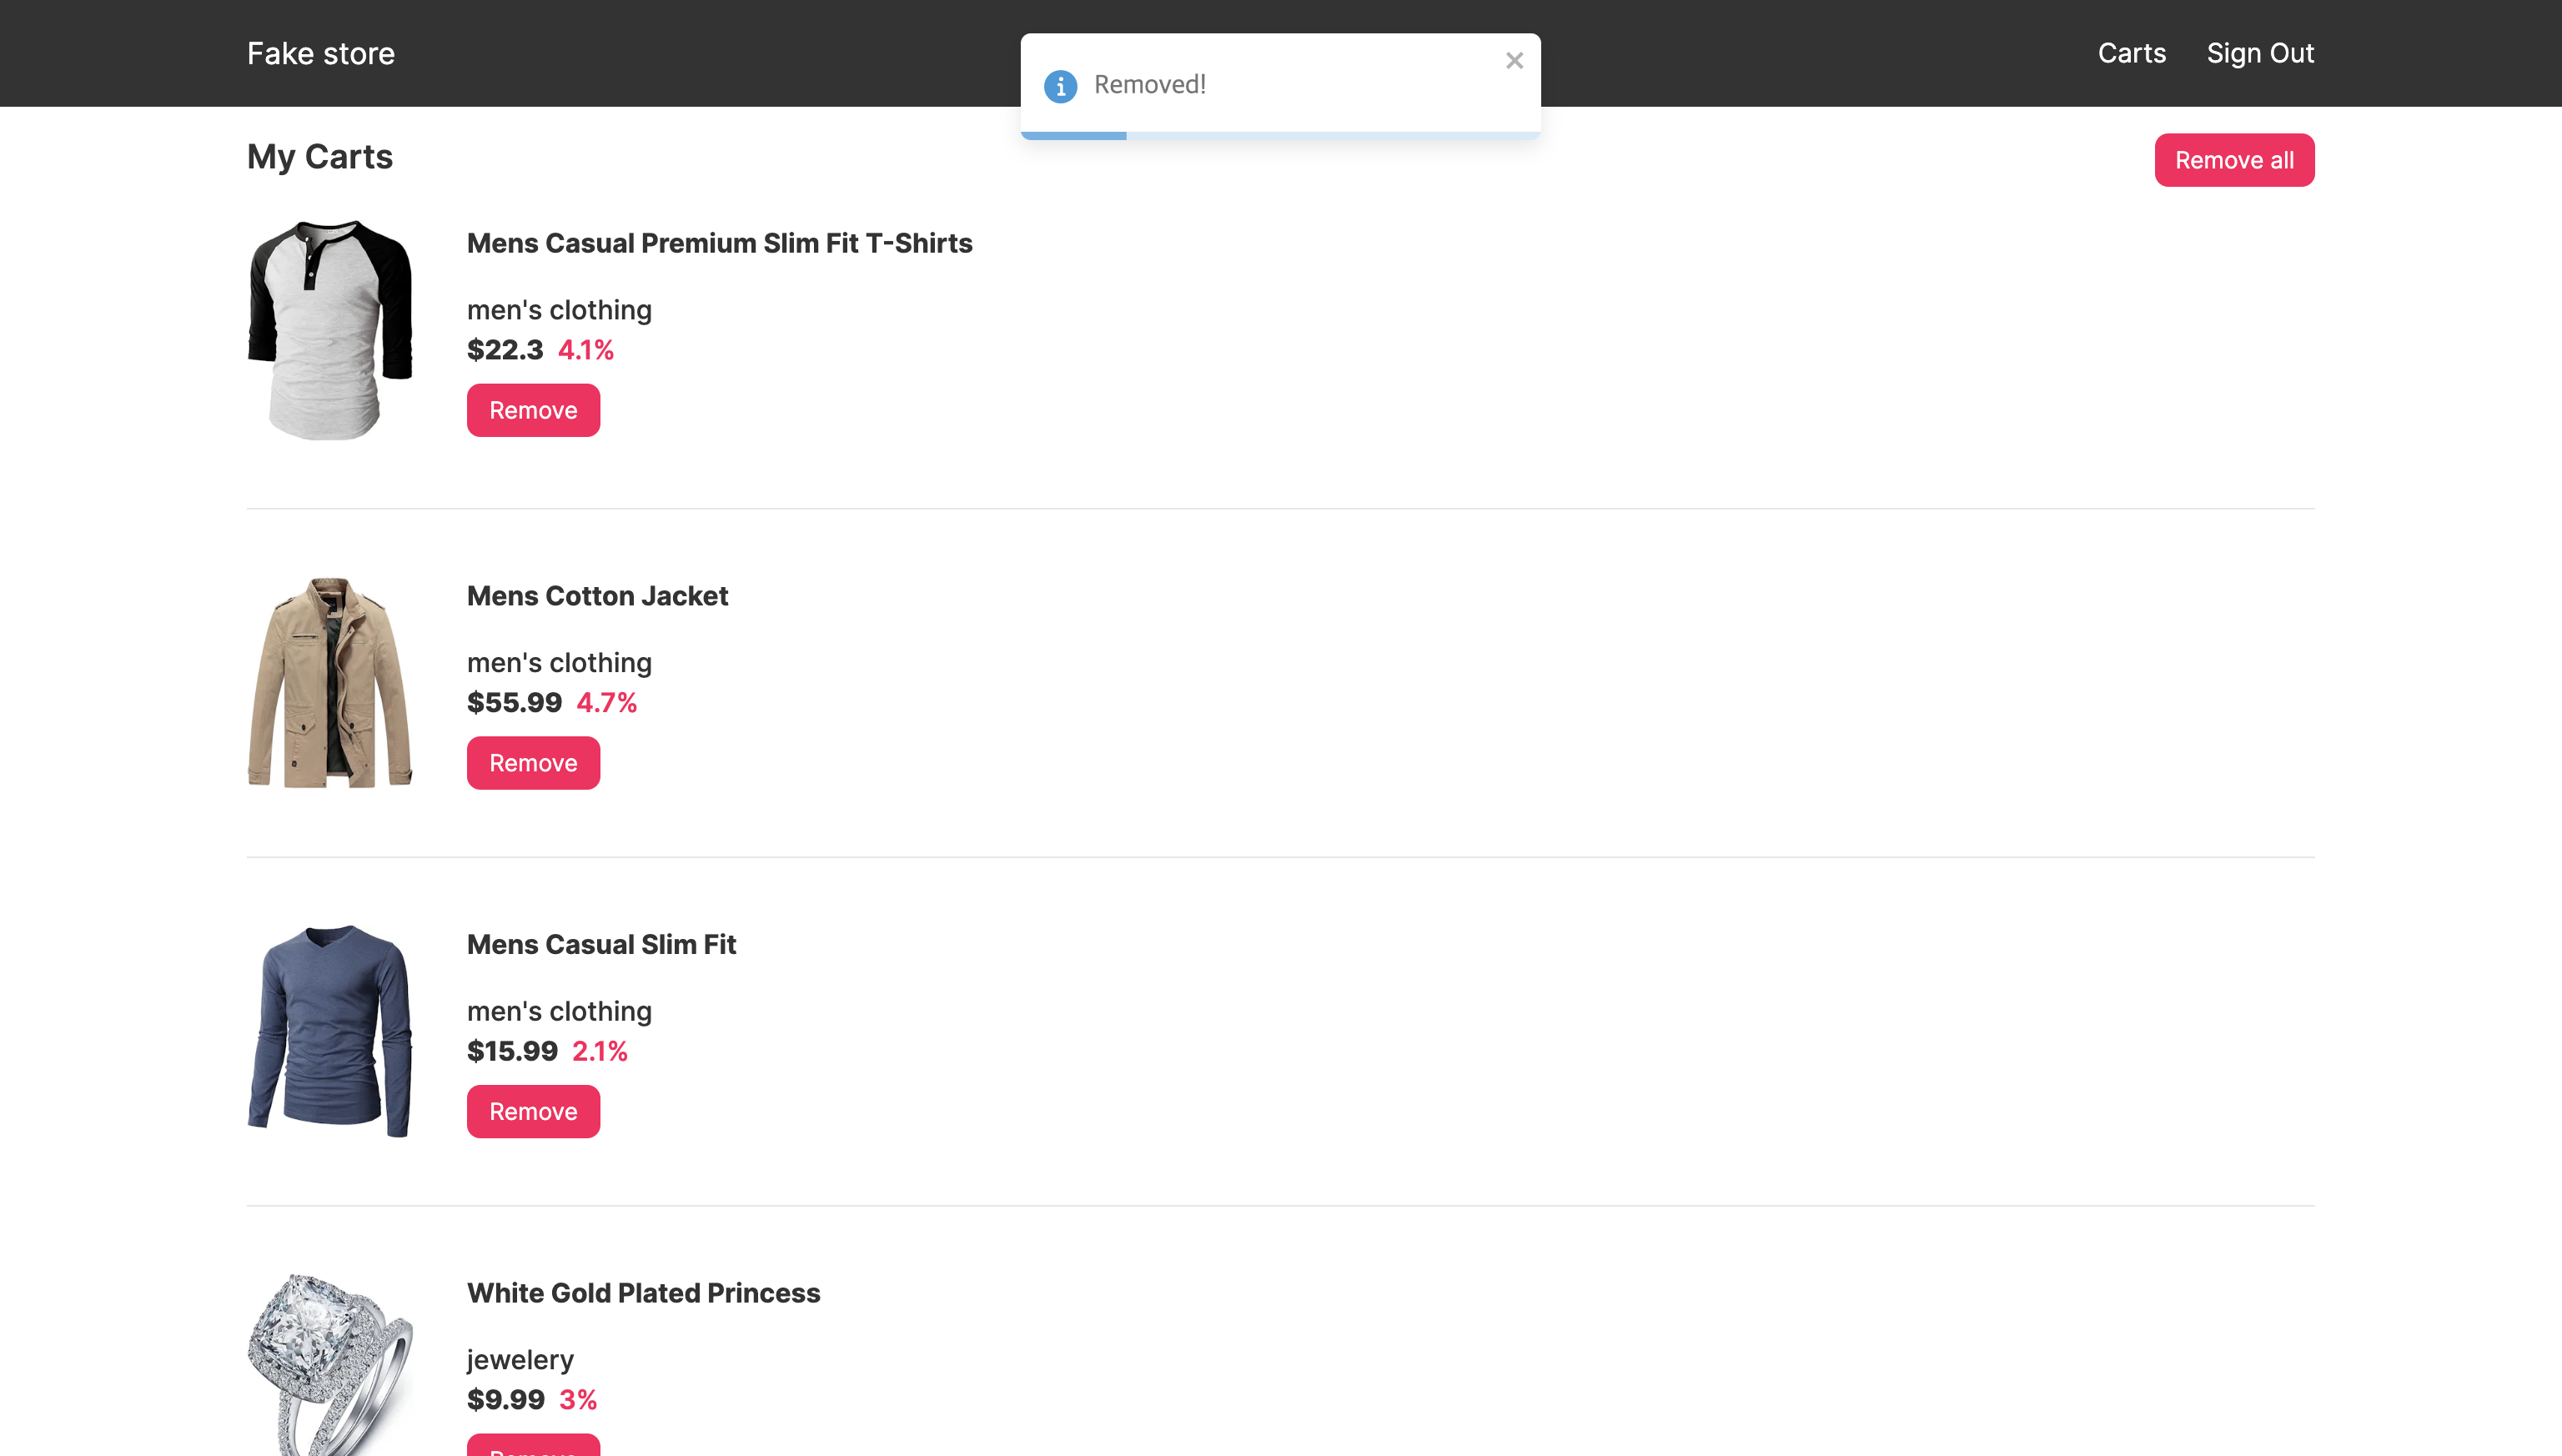 Fake store
Removed!
Carts
Sign Out
My Carts
Remove all
Mens Casual Premium Slim Fit T-Shirts
men's clothing
$22.3 4.1%
Remove
Mens Cotton Jacket
men's clothing
$55.99 4.7%
Remove
Mens Casual Slim Fit
men's clothing
$15.99 2.1%
Remove
White Gold Plated Princess
jewelery
$9.99 3%